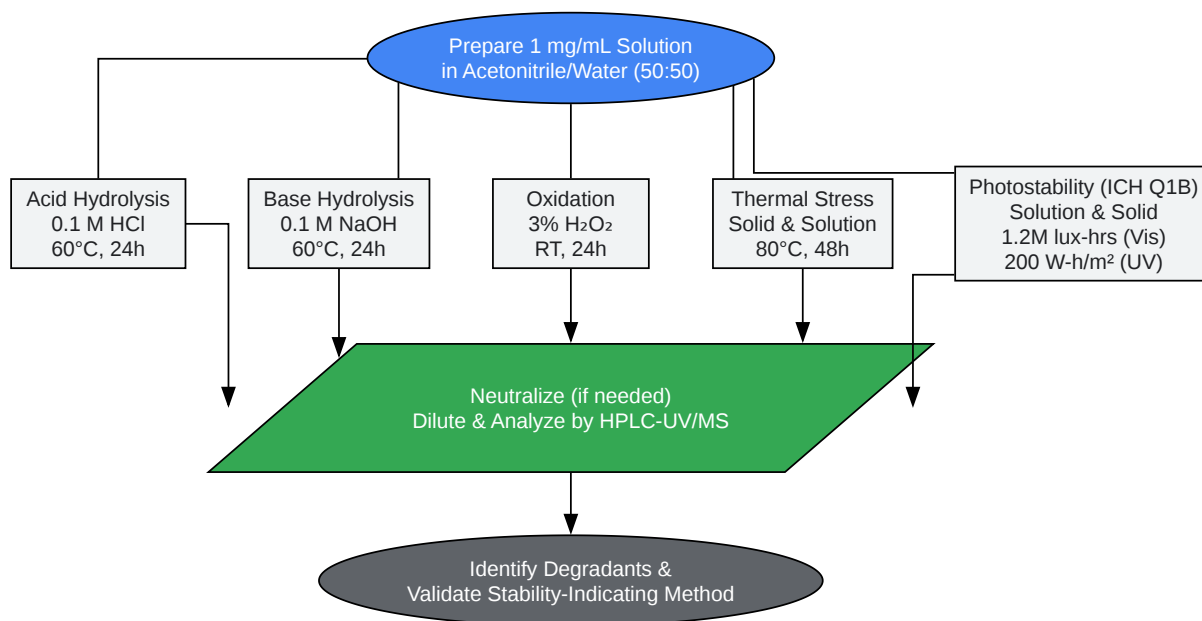 Prepare 1 mg/mL Solution
in Acetonitrile/Water (50:50)
Acid Hydrolysis
0.1 M HCl
60°C, 24h
Base Hydrolysis
0.1 M NaOH
60°C, 24h
Oxidation
3% H₂O₂
RT, 24h
Thermal Stress
Solid & Solution
80°C, 48h
Photostability (ICH Q1B)
Solution & Solid
1.2M lux-hrs (Vis)
200 W-h/m² (UV)
Neutralize (if needed)
Dilute & Analyze by HPLC-UV/MS
Identify Degradants &
Validate Stability-Indicating Method